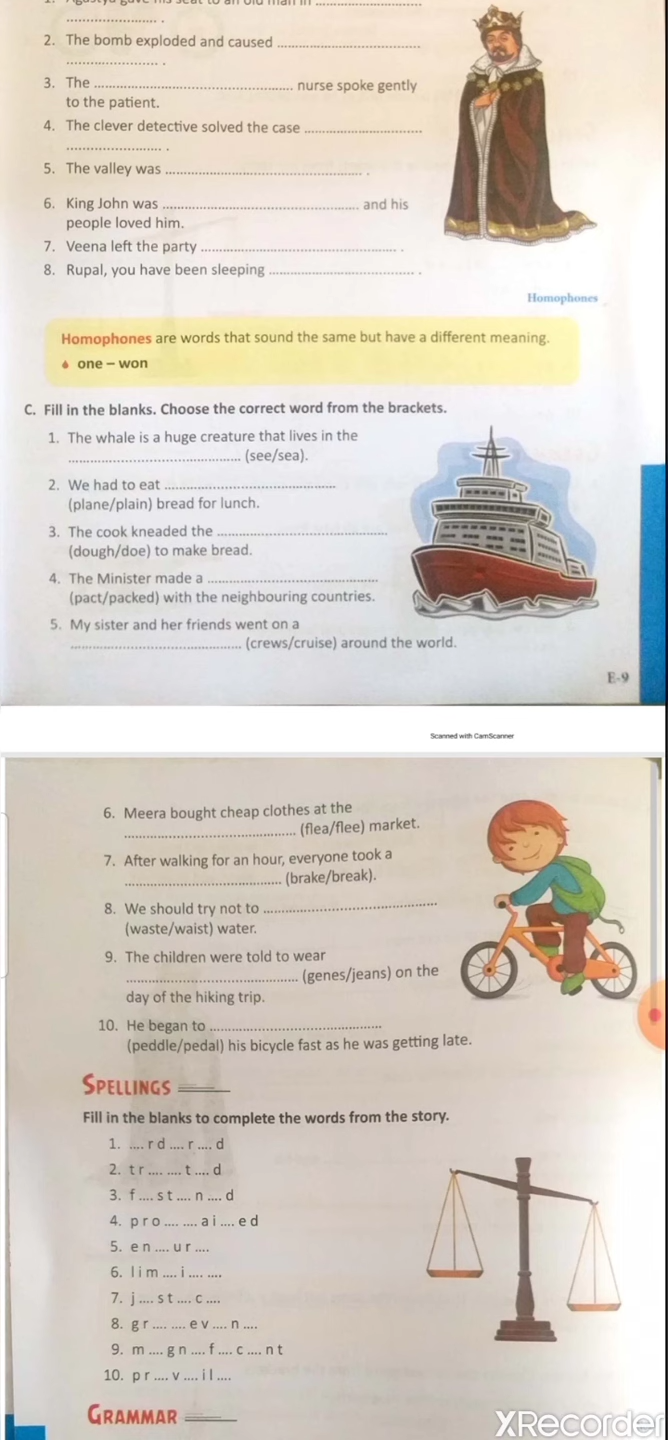 1. Agastya gave his seat to an old man in ..............................
........................ .
2. The bomb exploded and caused ..............................
........................ .
3. The .............................. nurse spoke gently
to the patient.
4. The clever detective solved the case ..............................
........................ .
5. The valley was .............................. .
6. King John was .............................. and his
people loved him.
7. Veena left the party .............................. .
8. Rupal, you have been sleeping .............................. .
Homophones
Homophones are words that sound the same but have a different meaning.
one – won
C. Fill in the blanks. Choose the correct word from the brackets.
1. The whale is a huge creature that lives in the
.............................. (see/sea).
2. We had to eat ..............................
(plane/plain) bread for lunch.
3. The cook kneaded the ..............................
(dough/doe) to make bread.
4. The Minister made a ..............................
(pact/packed) with the neighbouring countries.
5. My sister and her friends went on a
.............................. (crews/cruise) around the world.
E-9
Scanned with CamScanner
6. Meera bought cheap clothes at the
.............................. (flea/flee) market.
7. After walking for an hour, everyone took a
.............................. (brake/break).
8. We should try not to ..............................
(waste/waist) water.
9. The children were told to wear
.............................. (genes/jeans) on the
day of the hiking trip.
10. He began to ..............................
(peddle/pedal) his bicycle fast as he was getting late.
SPELLINGS
Fill in the blanks to complete the words from the story.
1. .... r d .... r .... d
2. t r .... .... t .... d
3. f .... s t .... n .... d
4. p r o .... .... a i .... e d
5. e n .... u r ....
6. l i m .... i .... ....
7. j .... s t .... c ....
8. g r .... .... e v .... n ....
9. m .... g n .... f .... c .... n t
10. p r .... v .... i l ....
GRAMMAR
XRecorder